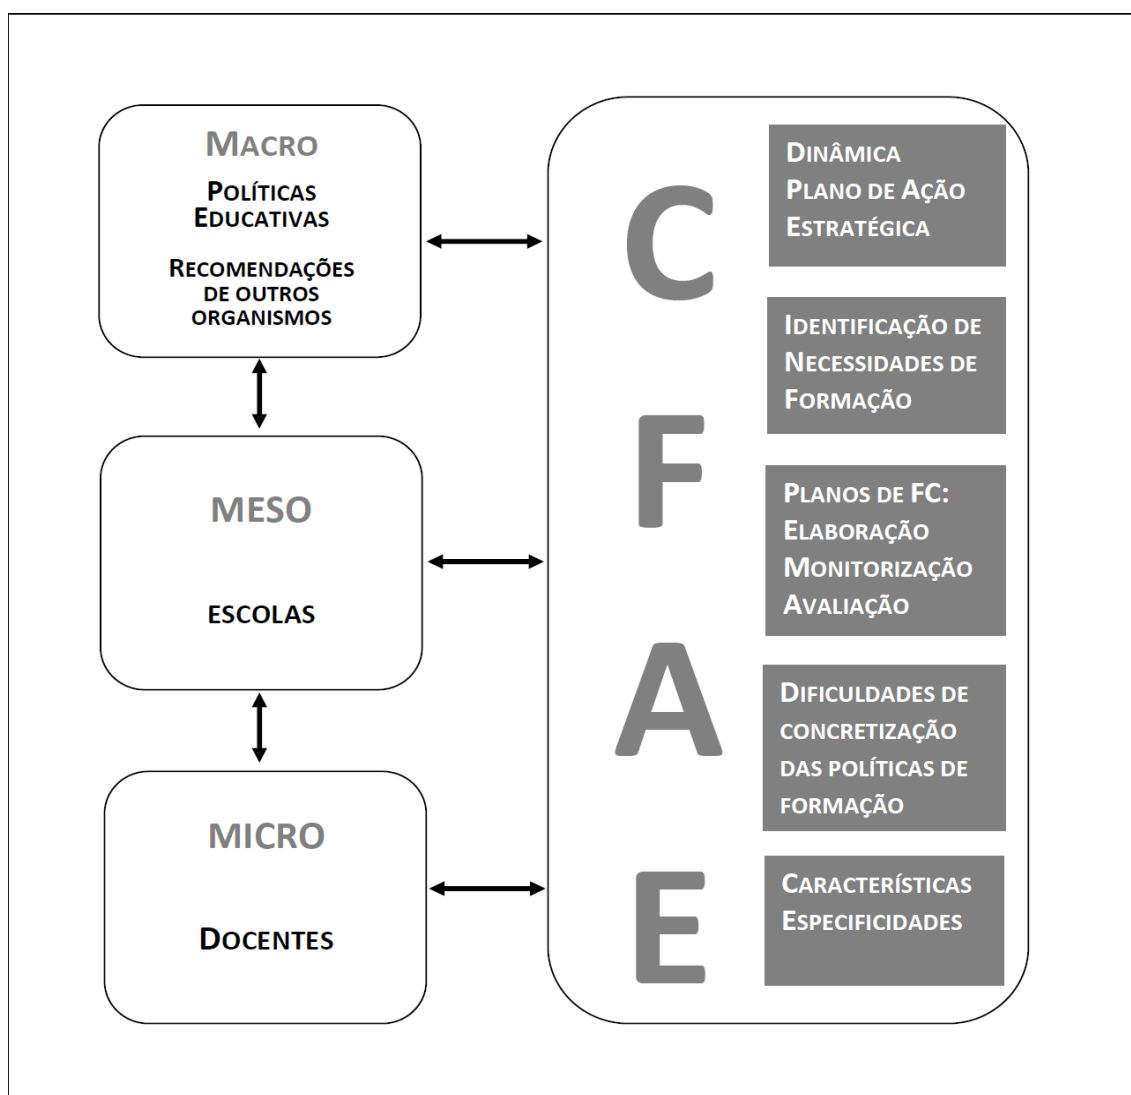 MACRO
POLÍTICAS
EDUCATIVAS
RECOMENDAÇÕES
DE OUTROS
ORGANISMOS
MESO
ESCOLAS
MICRO
DOCENTES
C
F
A
E
DINÂMICA
PLANO DE AÇÃO
ESTRATÉGICA
IDENTIFICAÇÃO DE
NECESSIDADES DE
FORMAÇÃO
PLANOS DE FC:
ELABORAÇÃO
MONITORIZAÇÃO
AVALIAÇÃO
DIFICULDADES DE
CONCRETIZAÇÃO
DAS POLÍTICAS DE
FORMAÇÃO
CARACTERÍSTICAS
ESPECIFICIDADES